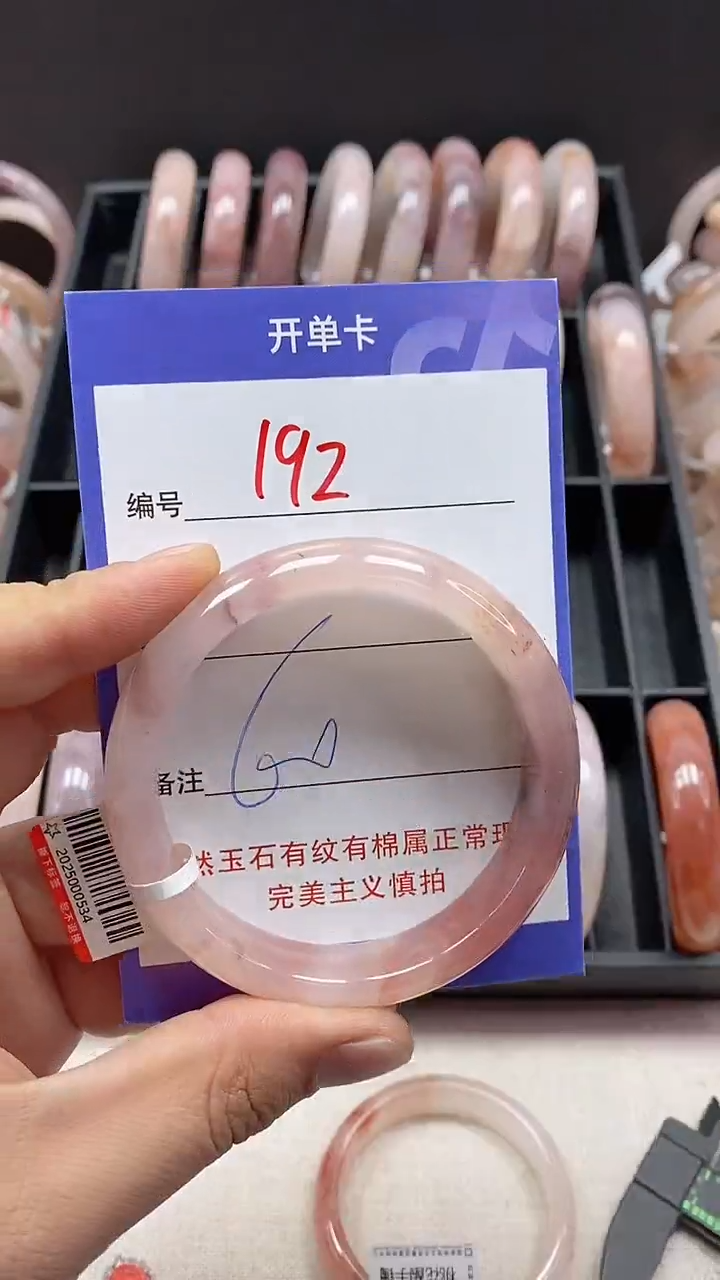 开单卡
编号 192
备注
然玉石有纹有棉属正常现
完美主义慎拍
2025000534